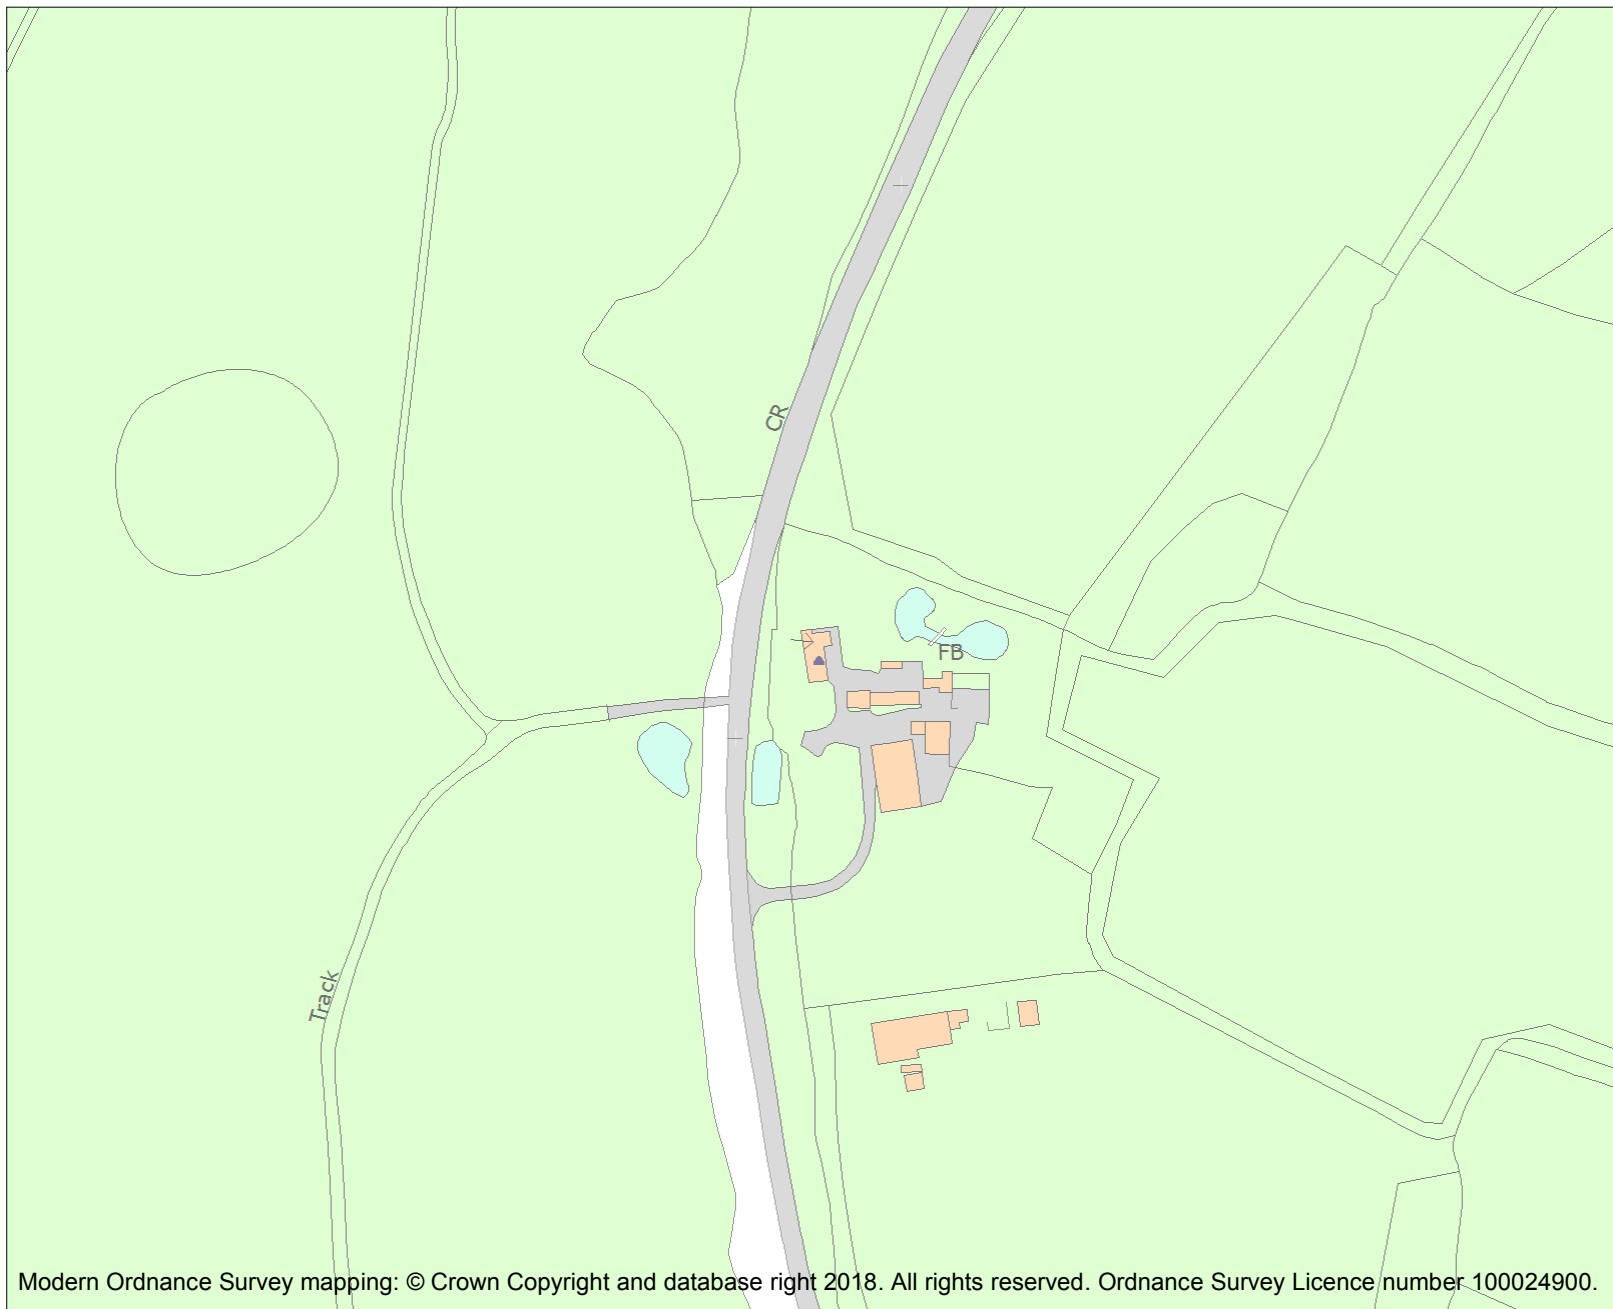 CR
FB
Track
Modern Ordnance Survey mapping: © Crown Copyright and database right 2018. All rights reserved. Ordnance Survey Licence number 100024900.